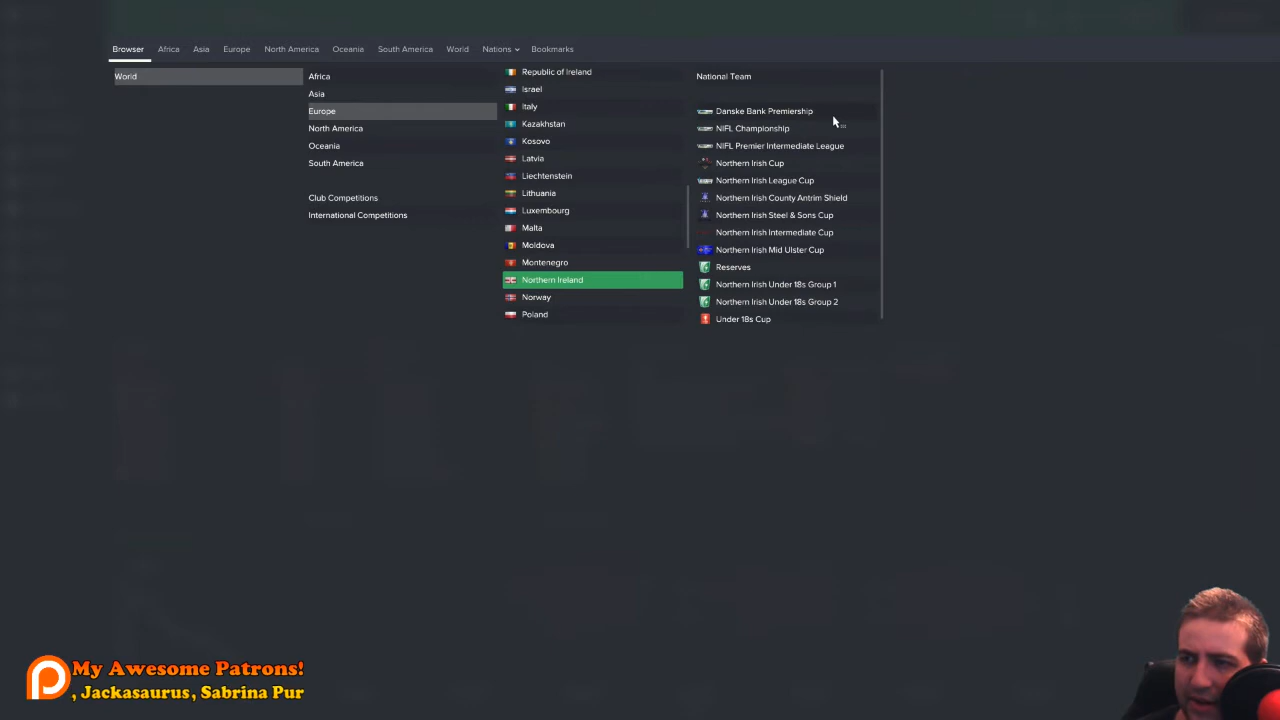 Browser Africa Asia Europe North America Oceania South America World Nations Bookmarks
World
Africa
Asia
Europe
North America
Oceania
South America
Club Competitions
International Competitions
Republic of Ireland
Israel
Italy
Kazakhstan
Kosovo
Latvia
Liechtenstein
Lithuania
Luxembourg
Malta
Moldova
Montenegro
Northern Ireland
Norway
Poland
National Team
Danske Bank Premiership
NIFL Championship
NIFL Premier Intermediate League
Northern Irish Cup
Northern Irish League Cup
Northern Irish County Antrim Shield
Northern Irish Steel & Sons Cup
Northern Irish Intermediate Cup
Northern Irish Mid Ulster Cup
Reserves
Northern Irish Under 18s Group 1
Northern Irish Under 18s Group 2
Under 18s Cup
My Awesome Patrons!
, Jackasaurus, Sabrina Pur